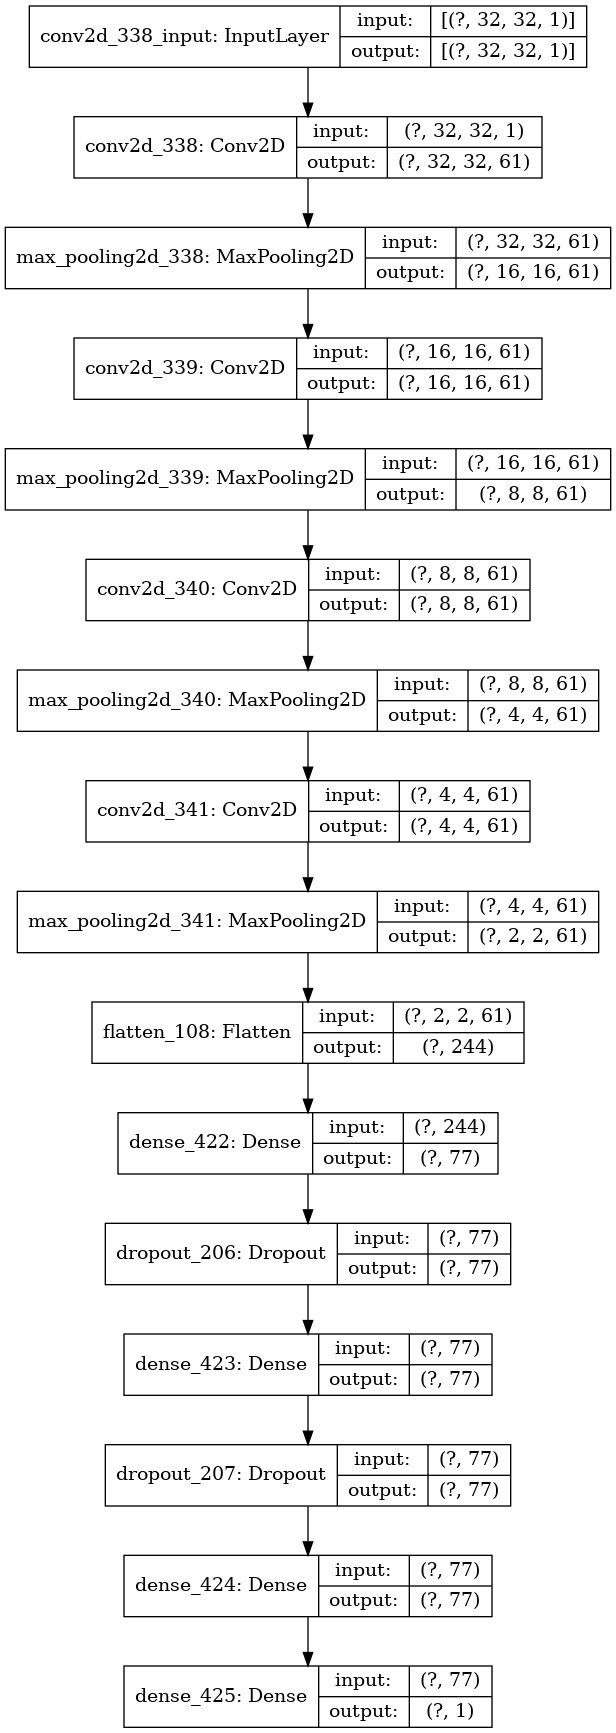 conv2d_338_input: InputLayer
input: [(?, 32, 32, 1)]
output: [(?, 32, 32, 1)]
conv2d_338: Conv2D
input: (?, 32, 32, 1)
output: (?, 32, 32, 61)
max_pooling2d_338: MaxPooling2D
input: (?, 32, 32, 61)
output: (?, 16, 16, 61)
conv2d_339: Conv2D
input: (?, 16, 16, 61)
output: (?, 16, 16, 61)
max_pooling2d_339: MaxPooling2D
input: (?, 16, 16, 61)
output: (?, 8, 8, 61)
conv2d_340: Conv2D
input: (?, 8, 8, 61)
output: (?, 8, 8, 61)
max_pooling2d_340: MaxPooling2D
input: (?, 8, 8, 61)
output: (?, 4, 4, 61)
conv2d_341: Conv2D
input: (?, 4, 4, 61)
output: (?, 4, 4, 61)
max_pooling2d_341: MaxPooling2D
input: (?, 4, 4, 61)
output: (?, 2, 2, 61)
flatten_108: Flatten
input: (?, 2, 2, 61)
output: (?, 244)
dense_422: Dense
input: (?, 244)
output: (?, 77)
dropout_206: Dropout
input: (?, 77)
output: (?, 77)
dense_423: Dense
input: (?, 77)
output: (?, 77)
dropout_207: Dropout
input: (?, 77)
output: (?, 77)
dense_424: Dense
input: (?, 77)
output: (?, 77)
dense_425: Dense
input: (?, 77)
output: (?, 1)